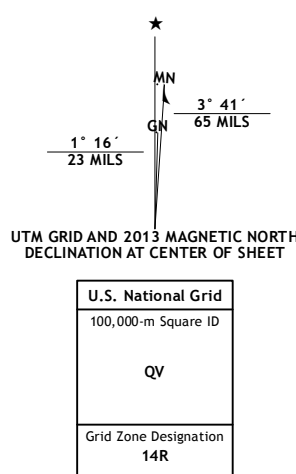 ★
MN
3° 41´
65 MILS
GN
1° 16´
23 MILS
UTM GRID AND 2013 MAGNETIC NORTH
DECLINATION AT CENTER OF SHEET
U.S. National Grid
100,000-m Square ID
QV
Grid Zone Designation
14R